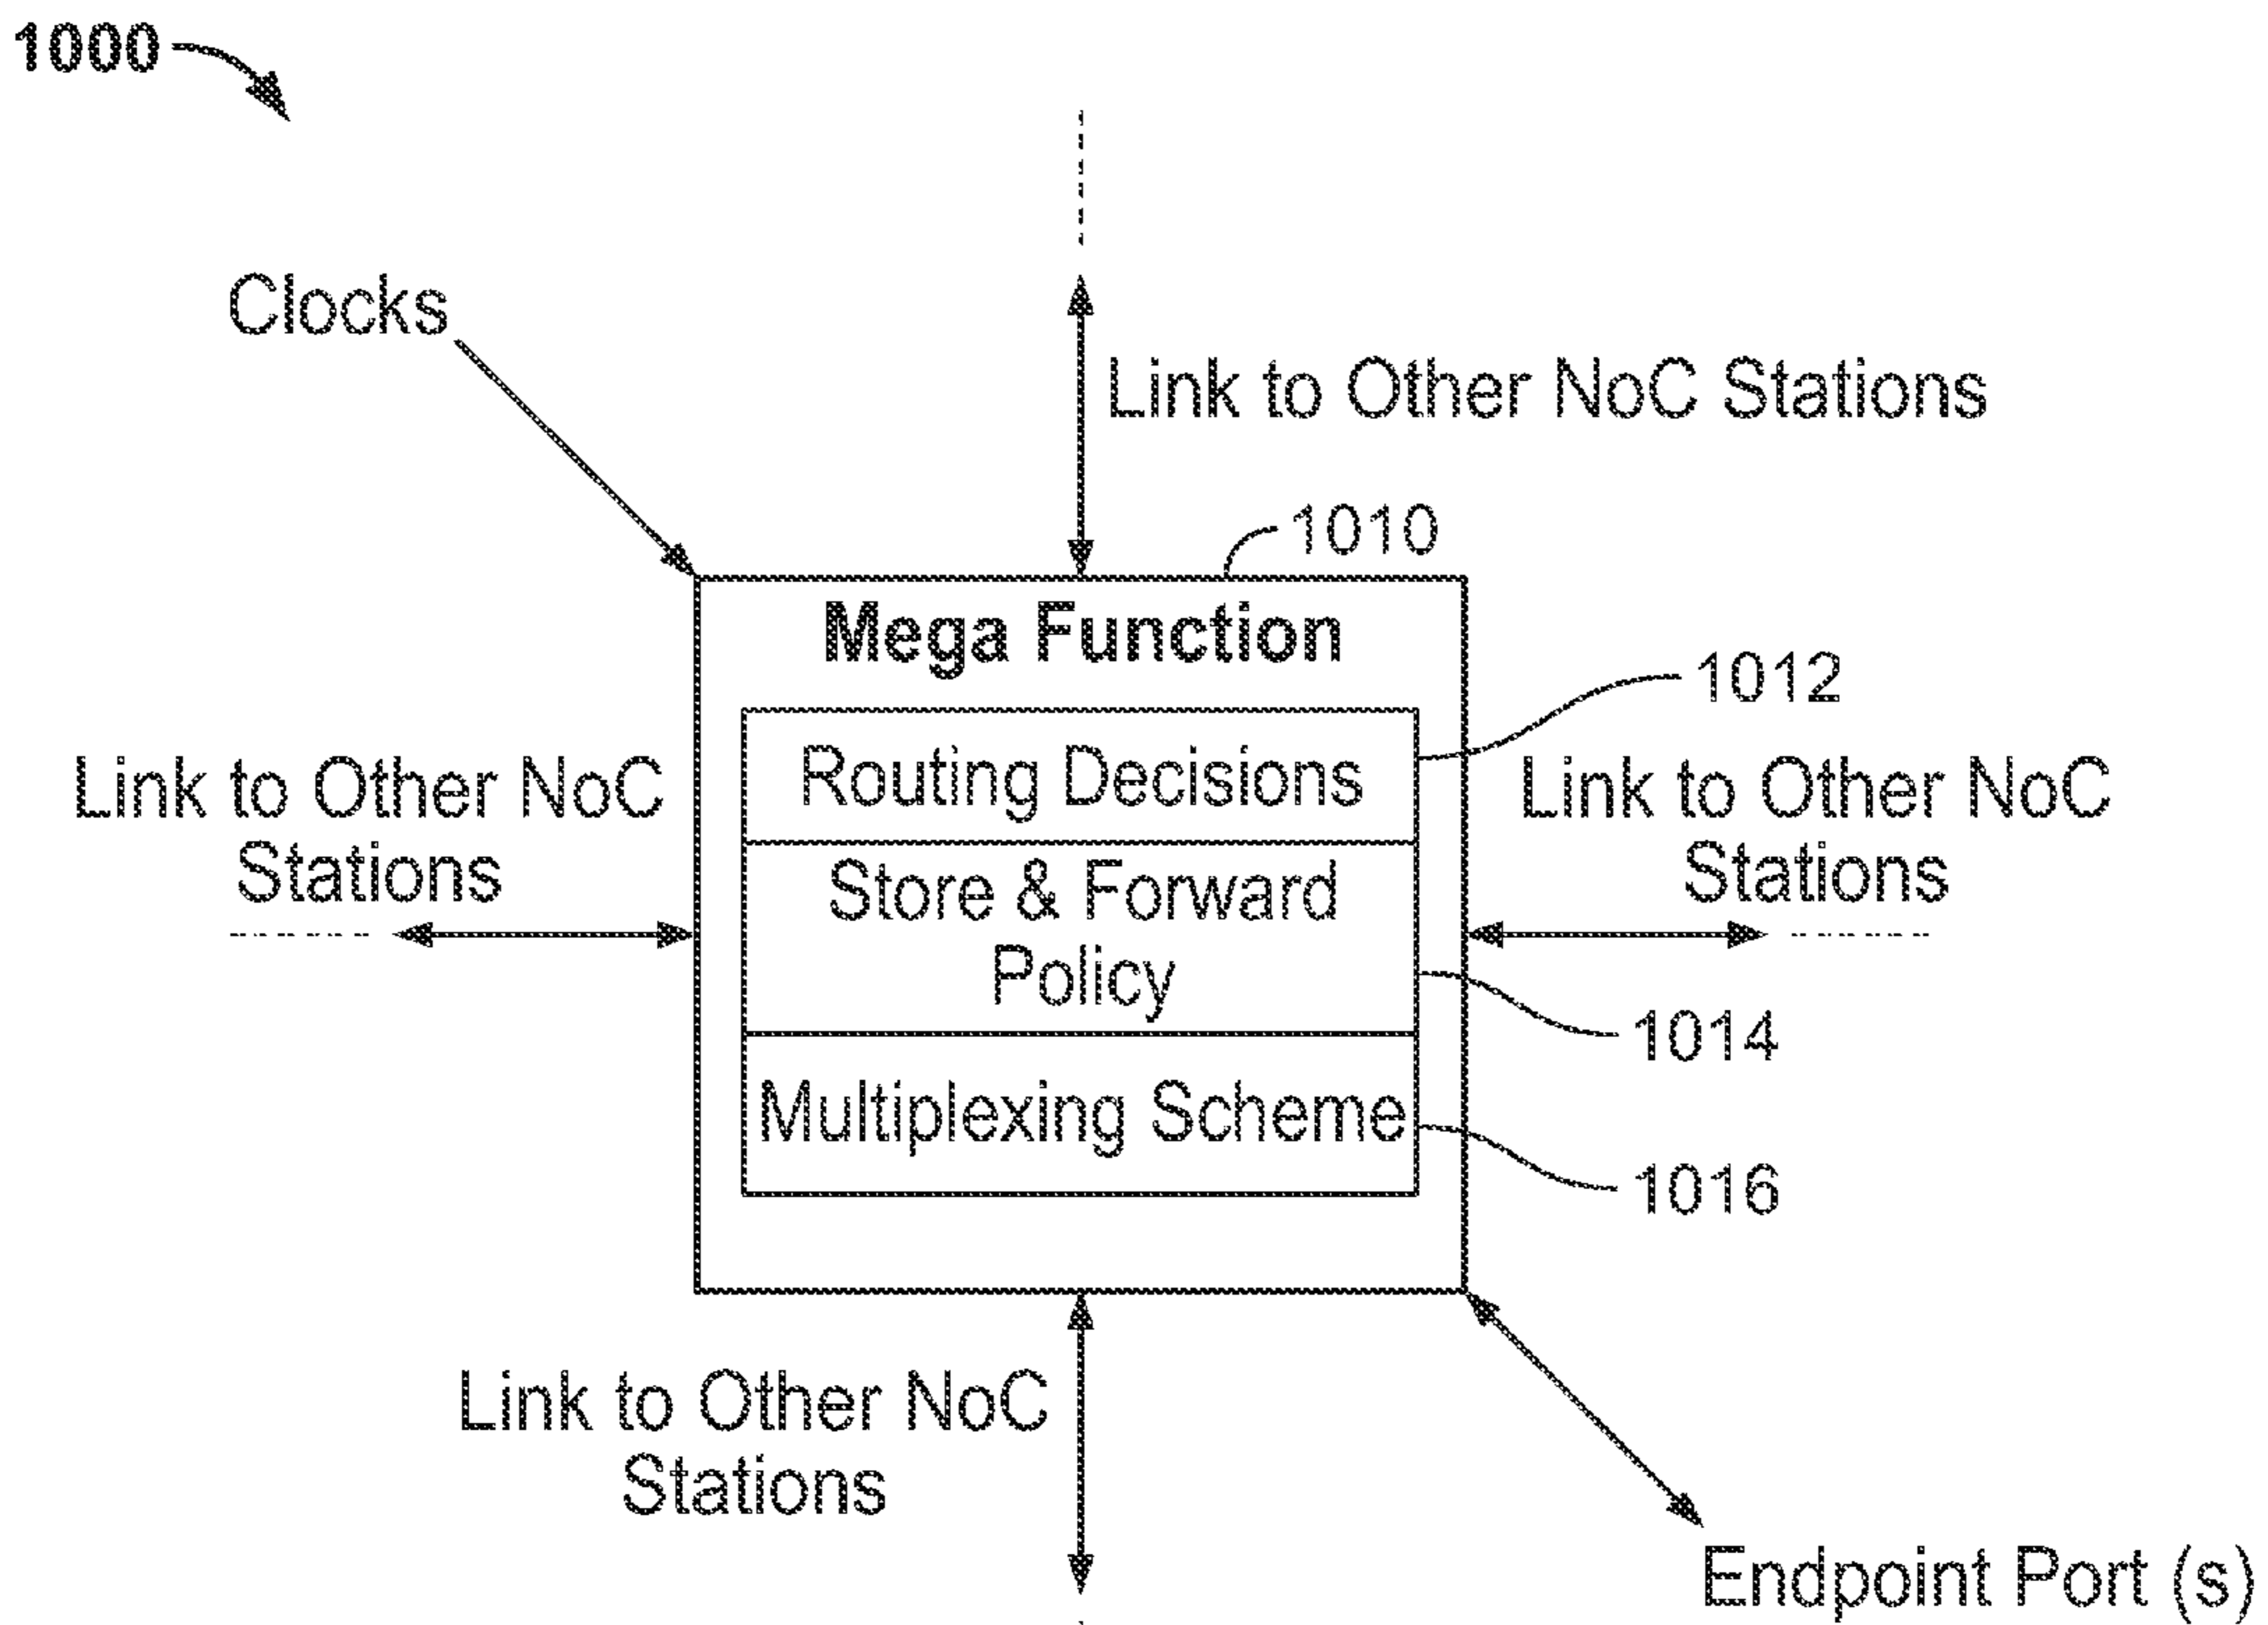 1000
Clocks
Link to Other NoC Stations
1010
Mega Function
1012
Routing Decisions
Link to Other NoC
Stations
Link to Other NoC
Stations
Store & Forward
Policy
1014
Multiplexing Scheme
1016
Link to Other NoC
Stations
Endpoint Port (s)